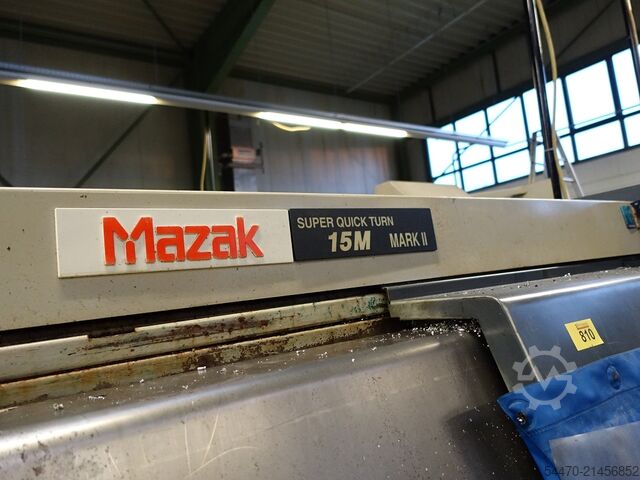 Mazak
SUPER QUICK TURN
15M MARK II
810
54470-21456852